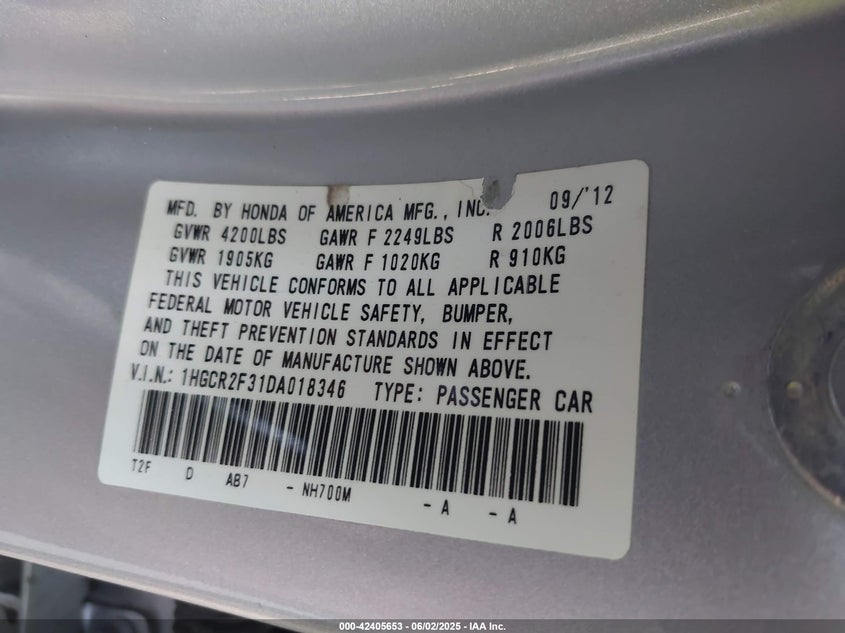 MFD. BY HONDA OF AMERICA MFG., INC. 09/'12
GVWR 4200LBS GAWR F 2249LBS R 2006LBS
GVWR 1905KG GAWR F 1020KG R 910KG
THIS VEHICLE CONFORMS TO ALL APPLICABLE
FEDERAL MOTOR VEHICLE SAFETY, BUMPER,
AND THEFT PREVENTION STANDARDS IN EFFECT
ON THE DATE OF MANUFACTURE SHOWN ABOVE.
V.I.N.: 1HGCR2F31DA018346 TYPE: PASSENGER CAR
T2F D AB7 - NH700M - A - A
000-42405653 - 06/02/2025 - IAA Inc.